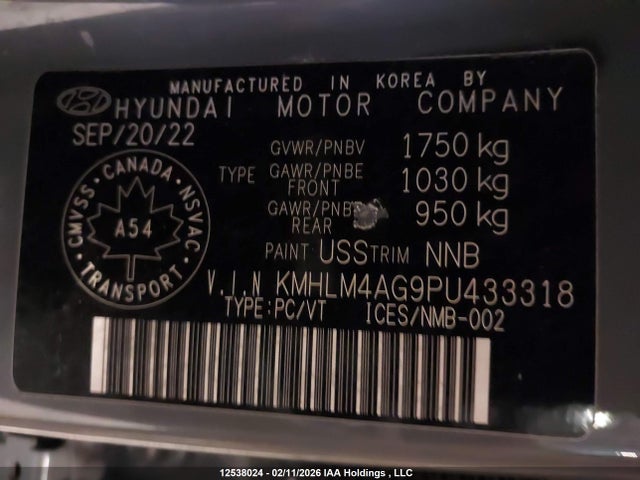 MANUFACTURED IN KOREA BY
HYUNDAI MOTOR COMPANY
SEP/20/22
GVWR/PNBV 1750 kg
TYPE GAWR/PNBE FRONT 1030 kg
GAWR/PNBE REAR 950 kg
PAINT USS TRIM NNB
CANADA
CMVSS NSVAC
A54
TRANSPORT
V.I.N KMHLM4AG9PU433318
TYPE:PC/VT ICES/NMB-002
12538024 - 02/11/2026 IAA Holdings , LLC